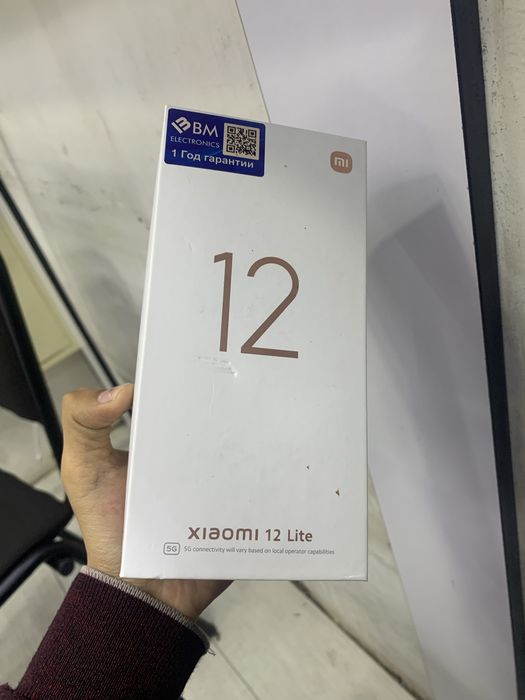 BM
ELECTRONICS
1 Год гарантии
mi
12
xiaomi 12 Lite
5G 5G connectivity will vary based on local operator capabilities